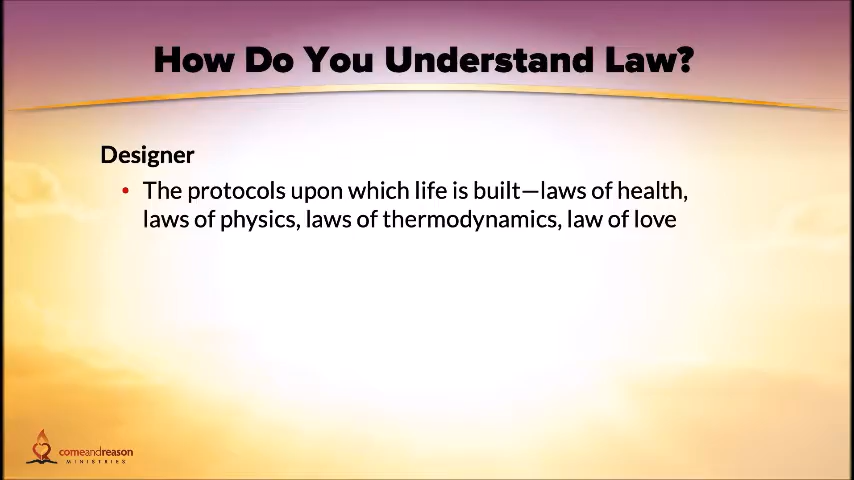 How Do You Understand Law?
Designer
• The protocols upon which life is built—laws of health,
laws of physics, laws of thermodynamics, law of love
comeandreason
MINISTRIES